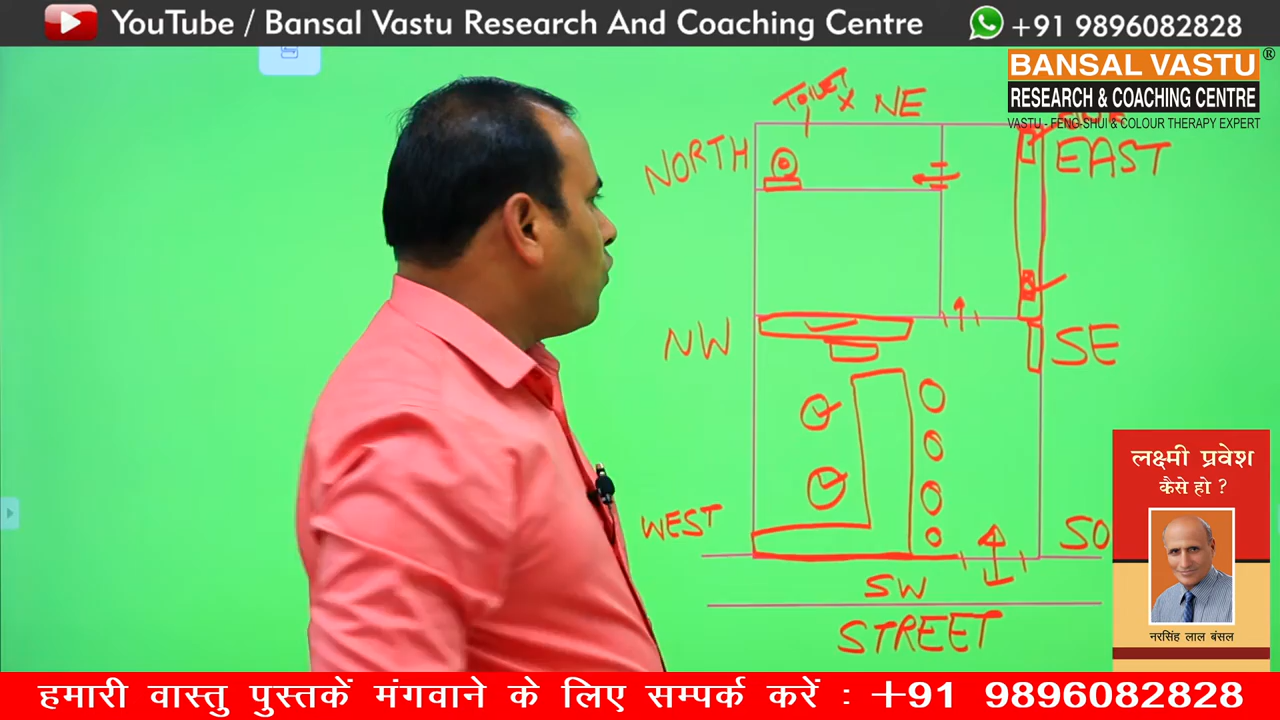 YouTube / Bansal Vastu Research And Coaching Centre
+91 9896082828
BANSAL VASTU®
RESEARCH & COACHING CENTRE
VASTU - FENG-SHUI & COLOUR THERAPY EXPERT
TOILET X NE
NORTH
EAST
NW
SE
WEST
SO
SW
STREET
लक्ष्मी प्रवेश
कैसे हो ?
नरसिंह लाल बंसल
हमारी वास्तु पुस्तकें मंगवाने के लिए सम्पर्क करें : +91 9896082828